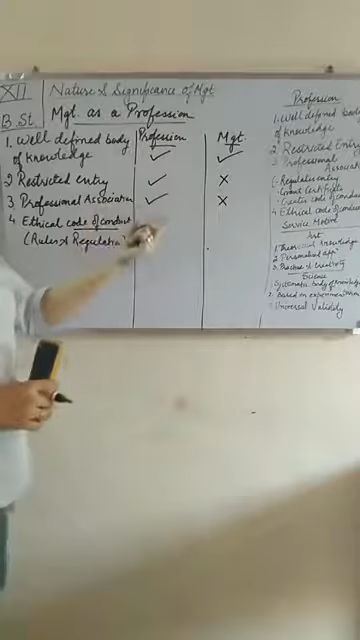 XII
B.St
Nature & Significance of Mgt
Mgt. as a Profession
Profession
Mgt.
1. Well defined body
of knowledge ✓ ✓
2 Restricted entry ✓ ×
3 Professional Association ✓ ×
4 Ethical code of conduct
(Rules & Regulation)
Profession
1. Well defined body
of knowledge
2 Restricted Entry
3 Professional
Association
(-Regulates entry
-Grant Certificate
-Creates code of conduct
4 Ethical code of conduct
Service Motive
Art
1. Theoretical knowledge
2 Personalised appⁿ
3. Practice & Creativity
Science
1. Systematic body of knowledge
2. Based on experimentation
3. Universal Validity